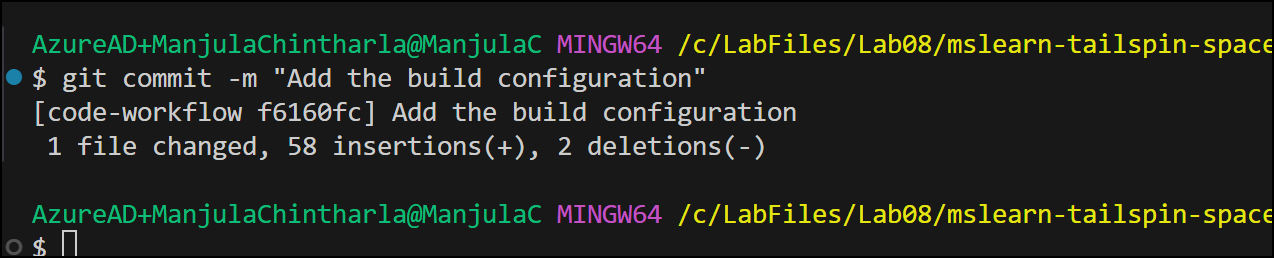 AzureAD+ManjulaChintharla@ManjulaC MINGW64 /c/LabFiles/Lab08/mslearn-tailspin-space
$ git commit -m "Add the build configuration"
[code-workflow f6160fc] Add the build configuration
 1 file changed, 58 insertions(+), 2 deletions(-)
AzureAD+ManjulaChintharla@ManjulaC MINGW64 /c/LabFiles/Lab08/mslearn-tailspin-space
$